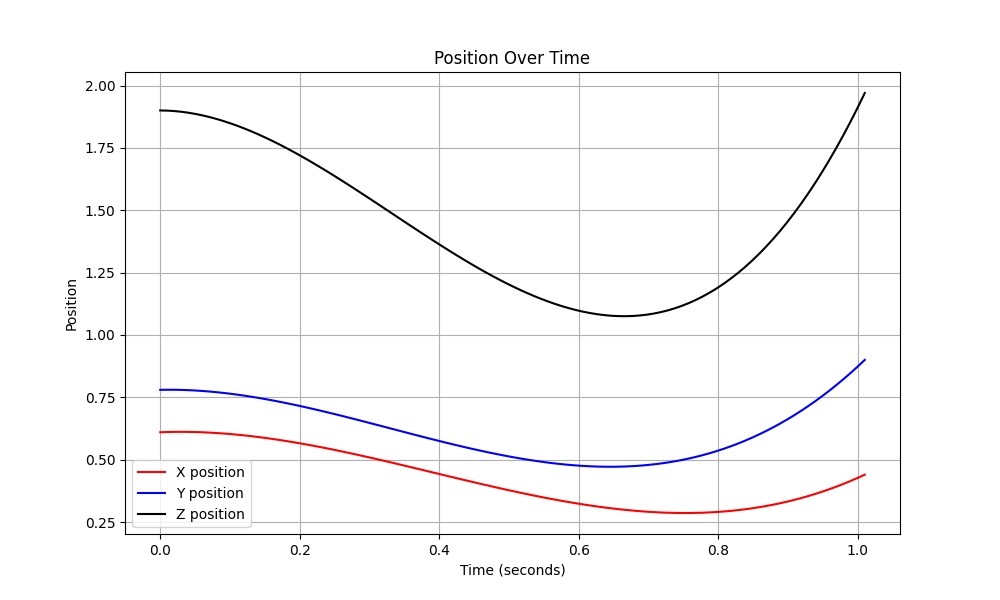 Position Over Time
2.00
1.75
1.50
1.25
1.00
0.75
0.50
0.25
Position
X position
Y position
Z position
0.0 0.2 0.4 0.6 0.8 1.0
Time (seconds)